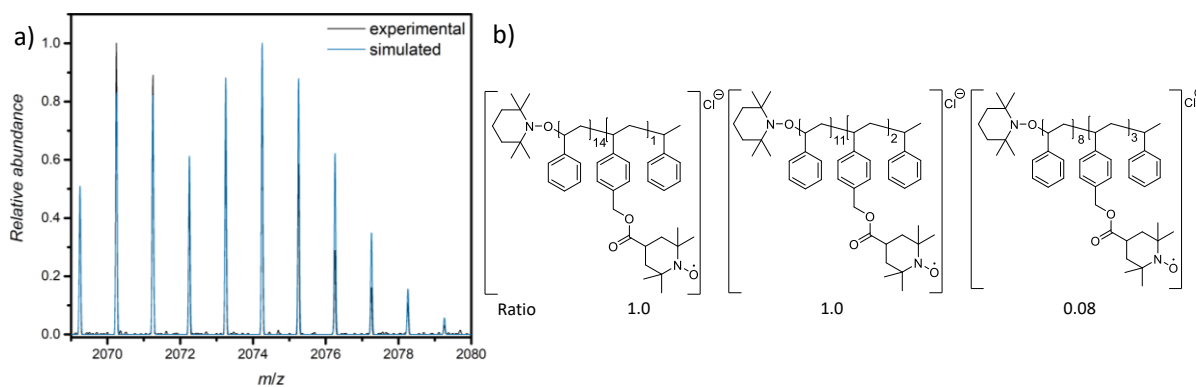 a)
experimental
simulated
Relative abundance
1.0
0.8
0.6
0.4
0.2
0.0
2070
2072
2074
2076
2078
2080
m/z
b)
N
O
14
1
O
O
N
O
Cl⊖
N
O
11
2
O
O
N
O
Cl⊖
N
O
8
3
O
O
N
O
Ratio
1.0
1.0
0.08